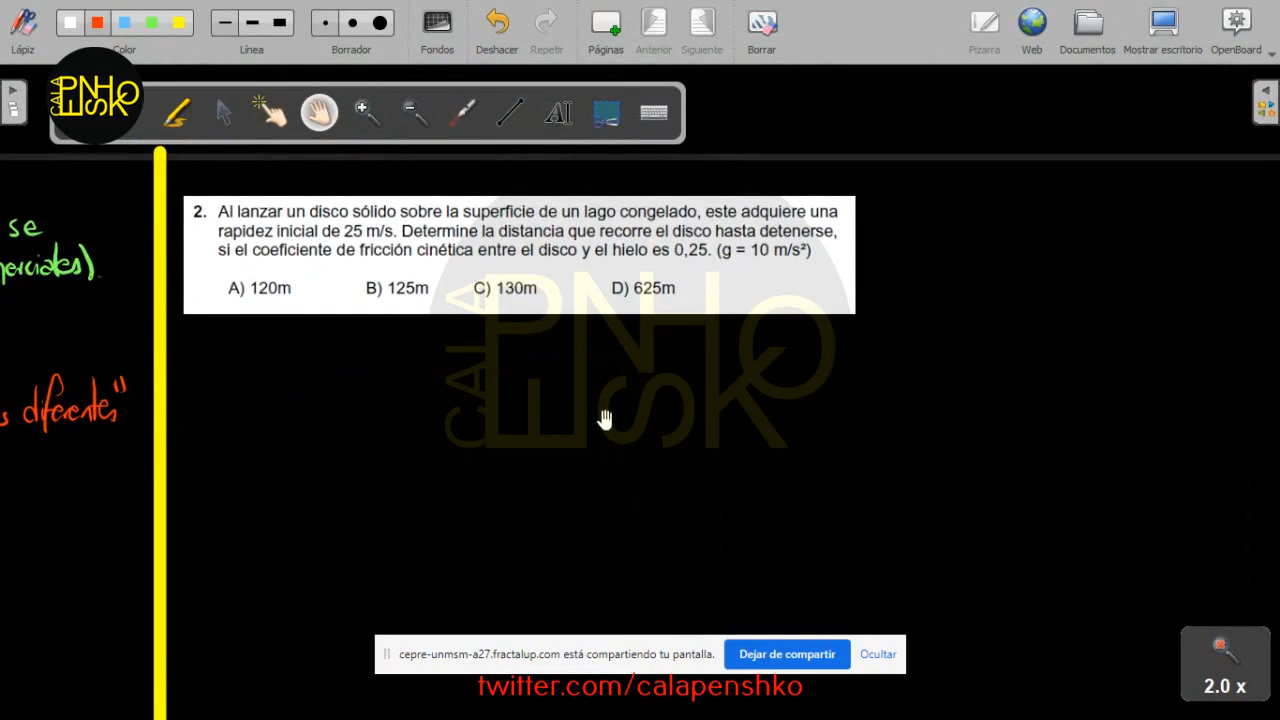 Lápiz Color Línea Borrador Fondos Deshacer Repetir Páginas Anterior Siguiente Borrar Pizarra Web Documentos Mostrar escritorio OpenBoard
CALA PENSHKO
AI
se
diferentes"
2. Al lanzar un disco sólido sobre la superficie de un lago congelado, este adquiere una
rapidez inicial de 25 m/s. Determine la distancia que recorre el disco hasta detenerse,
si el coeficiente de fricción cinética entre el disco y el hielo es 0,25. (g = 10 m/s²)
A) 120m B) 125m C) 130m D) 625m
CALA PENSHKO
cepre-unmsm-a27.fractalup.com está compartiendo tu pantalla. Dejar de compartir Ocultar
twitter.com/calapenshko
2.0 x